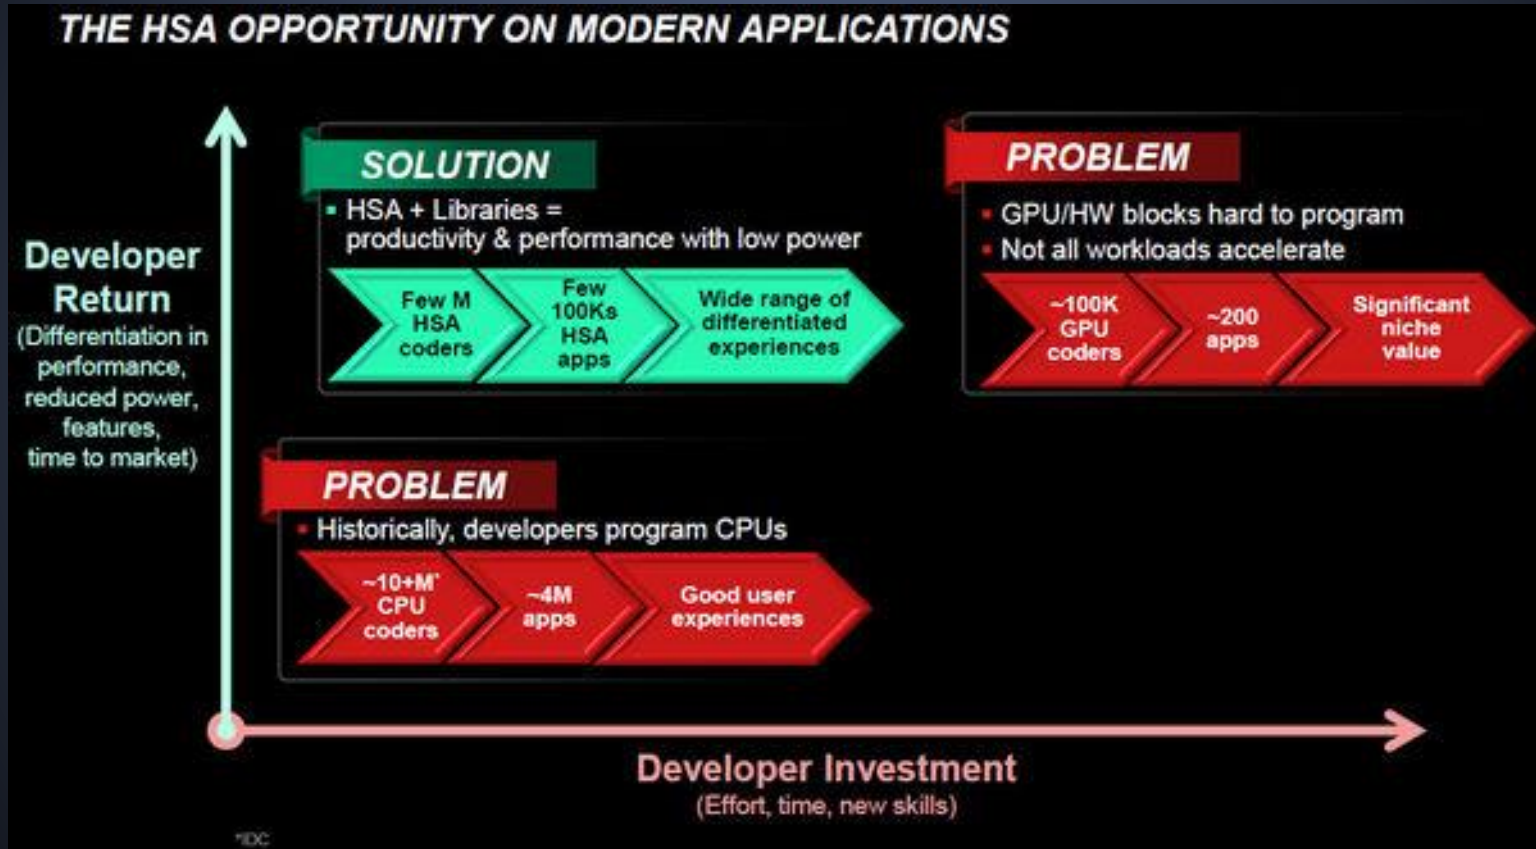 THE HSA OPPORTUNITY ON MODERN APPLICATIONS
Developer
Return
(Differentiation in
performance,
reduced power,
features,
time to market)
SOLUTION
▪ HSA + Libraries =
productivity & performance with low power
Few M
HSA
coders
Few
100Ks
HSA
apps
Wide range of
differentiated
experiences
PROBLEM
▪ GPU/HW blocks hard to program
▪ Not all workloads accelerate
~100K
GPU
coders
~200
apps
Significant
niche
value
PROBLEM
▪ Historically, developers program CPUs
~10+M*
CPU
coders
~4M
apps
Good user
experiences
Developer Investment
(Effort, time, new skills)
*IDC